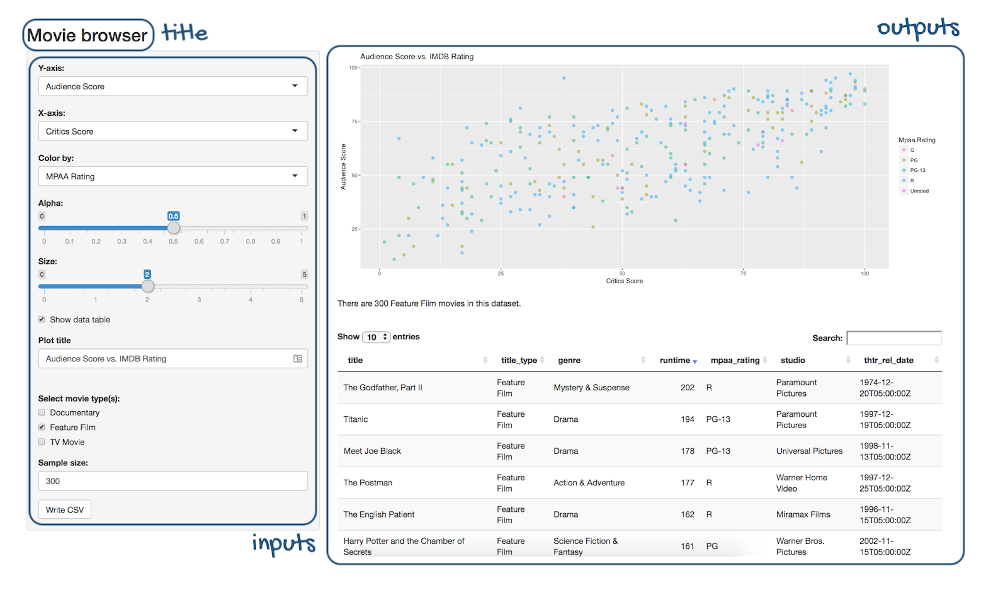 Movie browser title
outputs
Y-axis:
Audience Score
X-axis:
Critics Score
Color by:
MPAA Rating
Alpha:
0 0.5 1
0 0.1 0.2 0.3 0.4 0.5 0.6 0.7 0.8 0.9 1
Size:
0 2 5
0 1 2 3 4 5
Show data table
Plot title
Audience Score vs. IMDB Rating
Select movie type(s):
Documentary
Feature Film
TV Movie
Sample size:
300
Write CSV
inputs
Audience Score vs. IMDB Rating
100
75
50
25
Audience Score
0 25 50 75 100
Critics Score
Mpaa Rating
G
PG
PG-13
R
Unrated
There are 300 Feature Film movies in this dataset.
Show 10 entries
Search:
title title_type genre runtime mpaa_rating studio thtr_rel_date
The Godfather, Part II Feature Film Mystery & Suspense 202 R Paramount Pictures 1974-12-20T05:00:00Z
Titanic Feature Film Drama 194 PG-13 Paramount Pictures 1997-12-19T05:00:00Z
Meet Joe Black Feature Film Drama 178 PG-13 Universal Pictures 1998-11-13T05:00:00Z
The Postman Feature Film Action & Adventure 177 R Warner Home Video 1997-12-25T05:00:00Z
The English Patient Feature Film Drama 162 R Miramax Films 1996-11-15T05:00:00Z
Harry Potter and the Chamber of Secrets Feature Film Science Fiction & Fantasy 161 PG Warner Bros. Pictures 2002-11-15T05:00:00Z